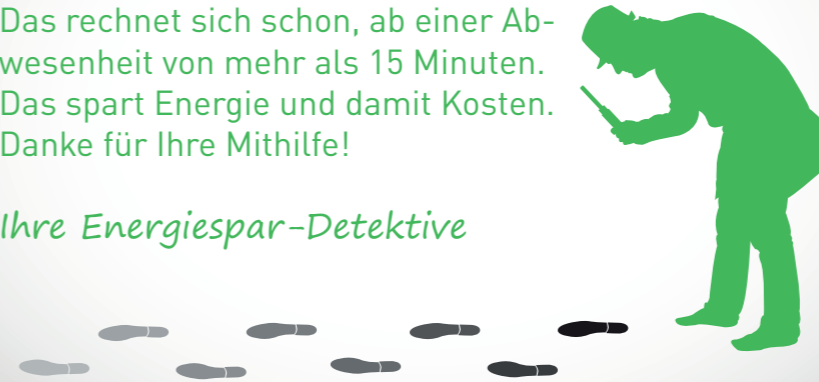 Das rechnet sich schon, ab einer Ab-
wesenheit von mehr als 15 Minuten.
Das spart Energie und damit Kosten.
Danke für Ihre Mithilfe!
Ihre Energiespar-Detektive